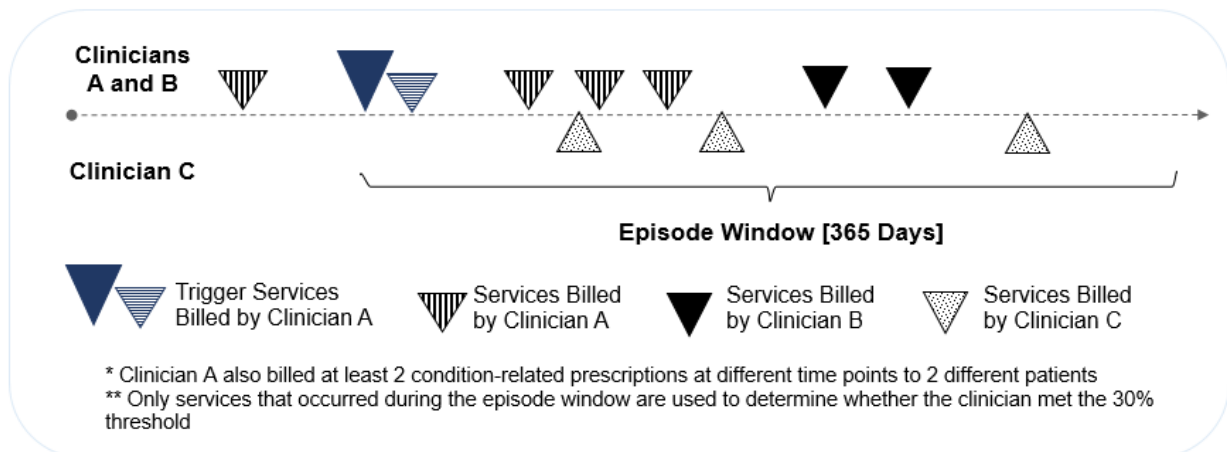 Clinicians
A and B
Clinician C
Episode Window [365 Days]
Trigger Services
Billed by Clinician A
Services Billed
by Clinician A
Services Billed
by Clinician B
Services Billed
by Clinician C
* Clinician A also billed at least 2 condition-related prescriptions at different time points to 2 different patients
** Only services that occurred during the episode window are used to determine whether the clinician met the 30%
threshold